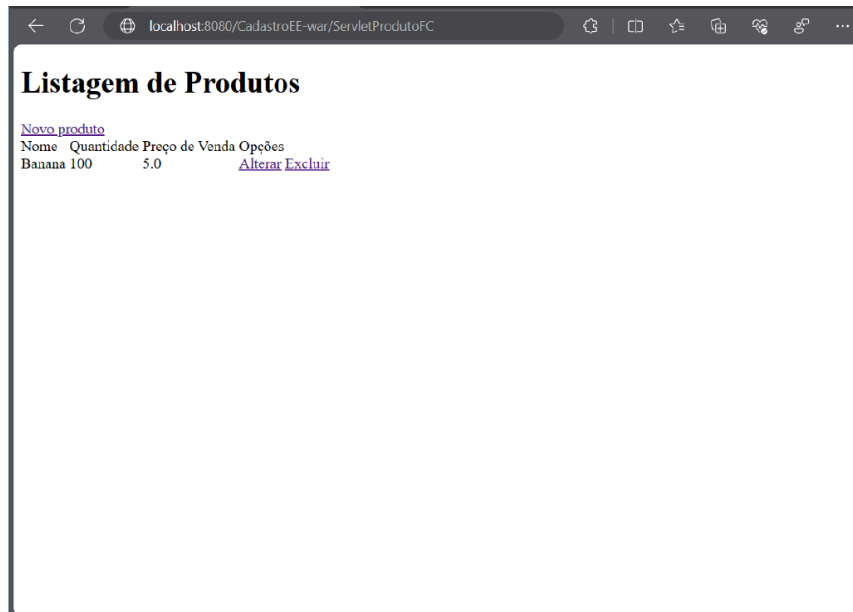 localhost:8080/CadastroEE-war/ServletProdutoFC
Listagem de Produtos
Novo produto
Nome Quantidade Preço de Venda Opções
Banana 100 5.0 Alterar Excluir